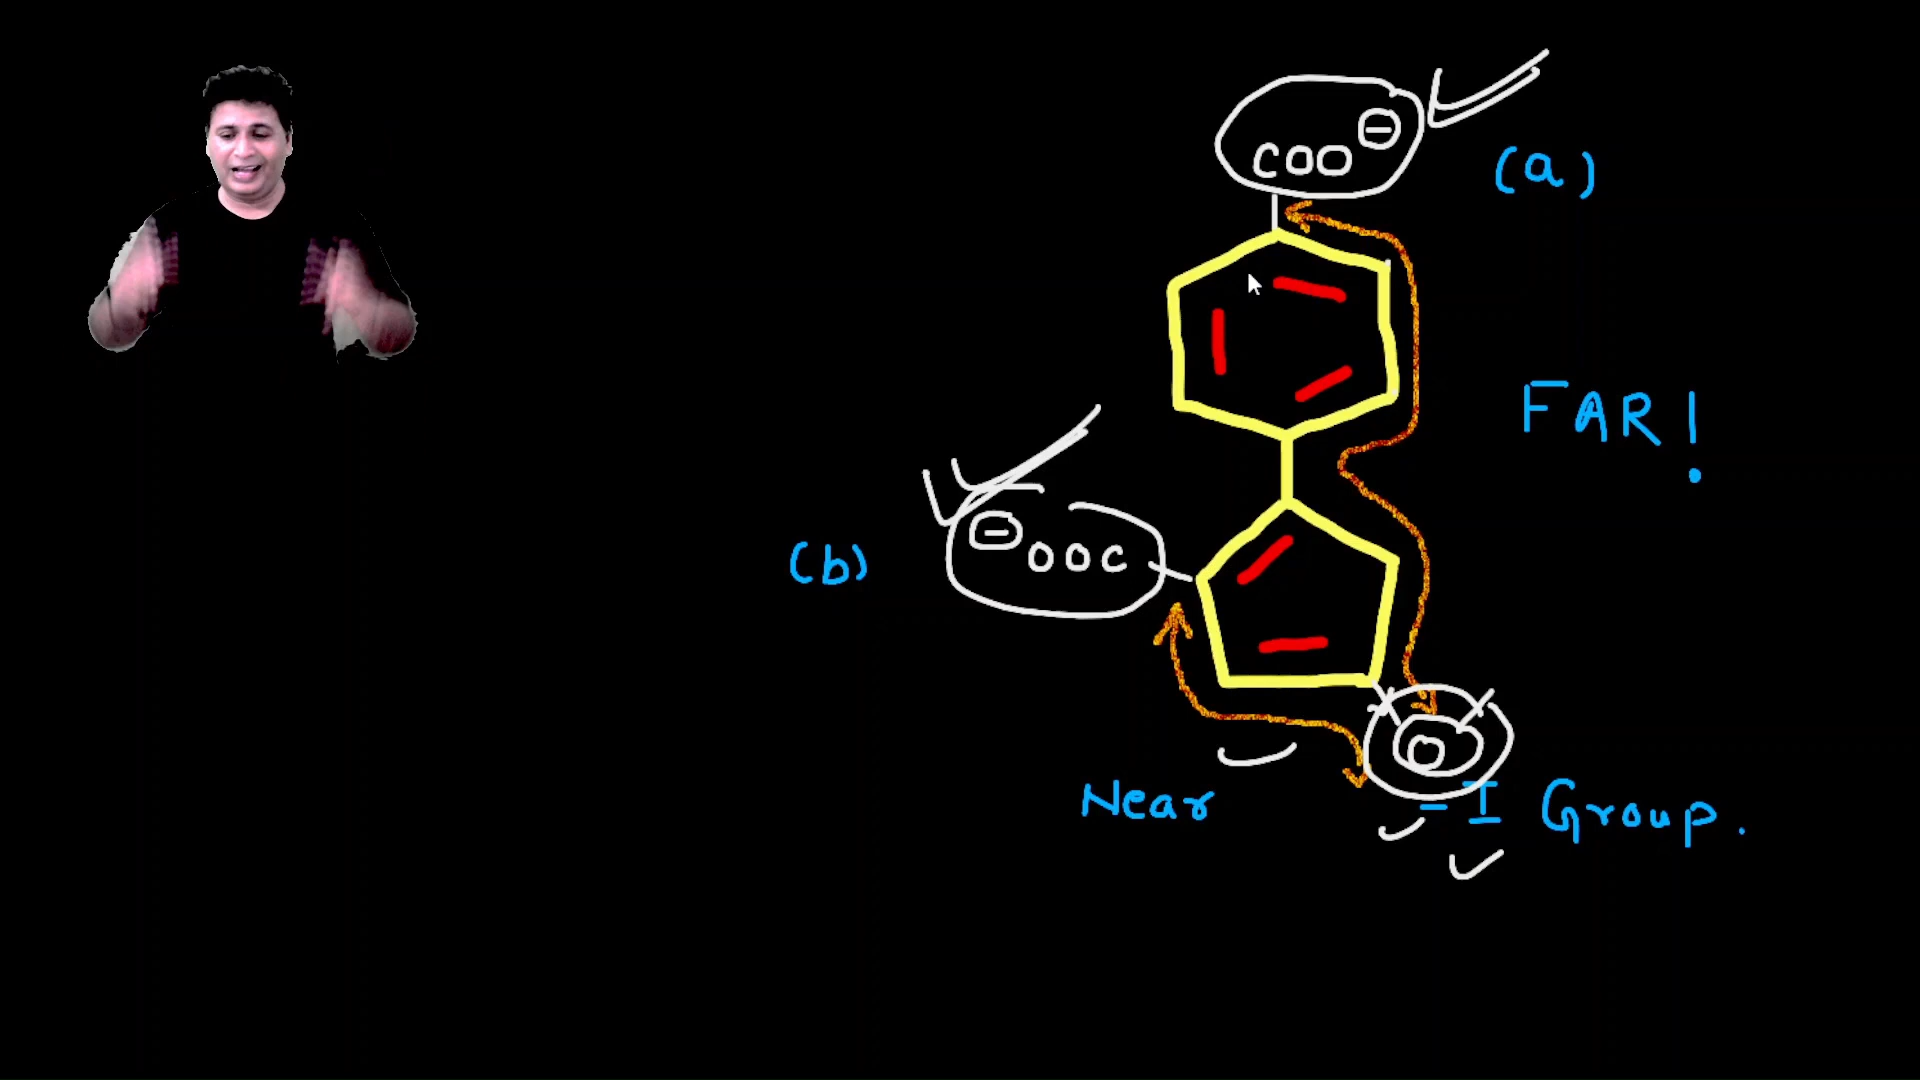 COO⊖
(a)
FAR!
(b)
⊖OOC
O
Near
-I Group.